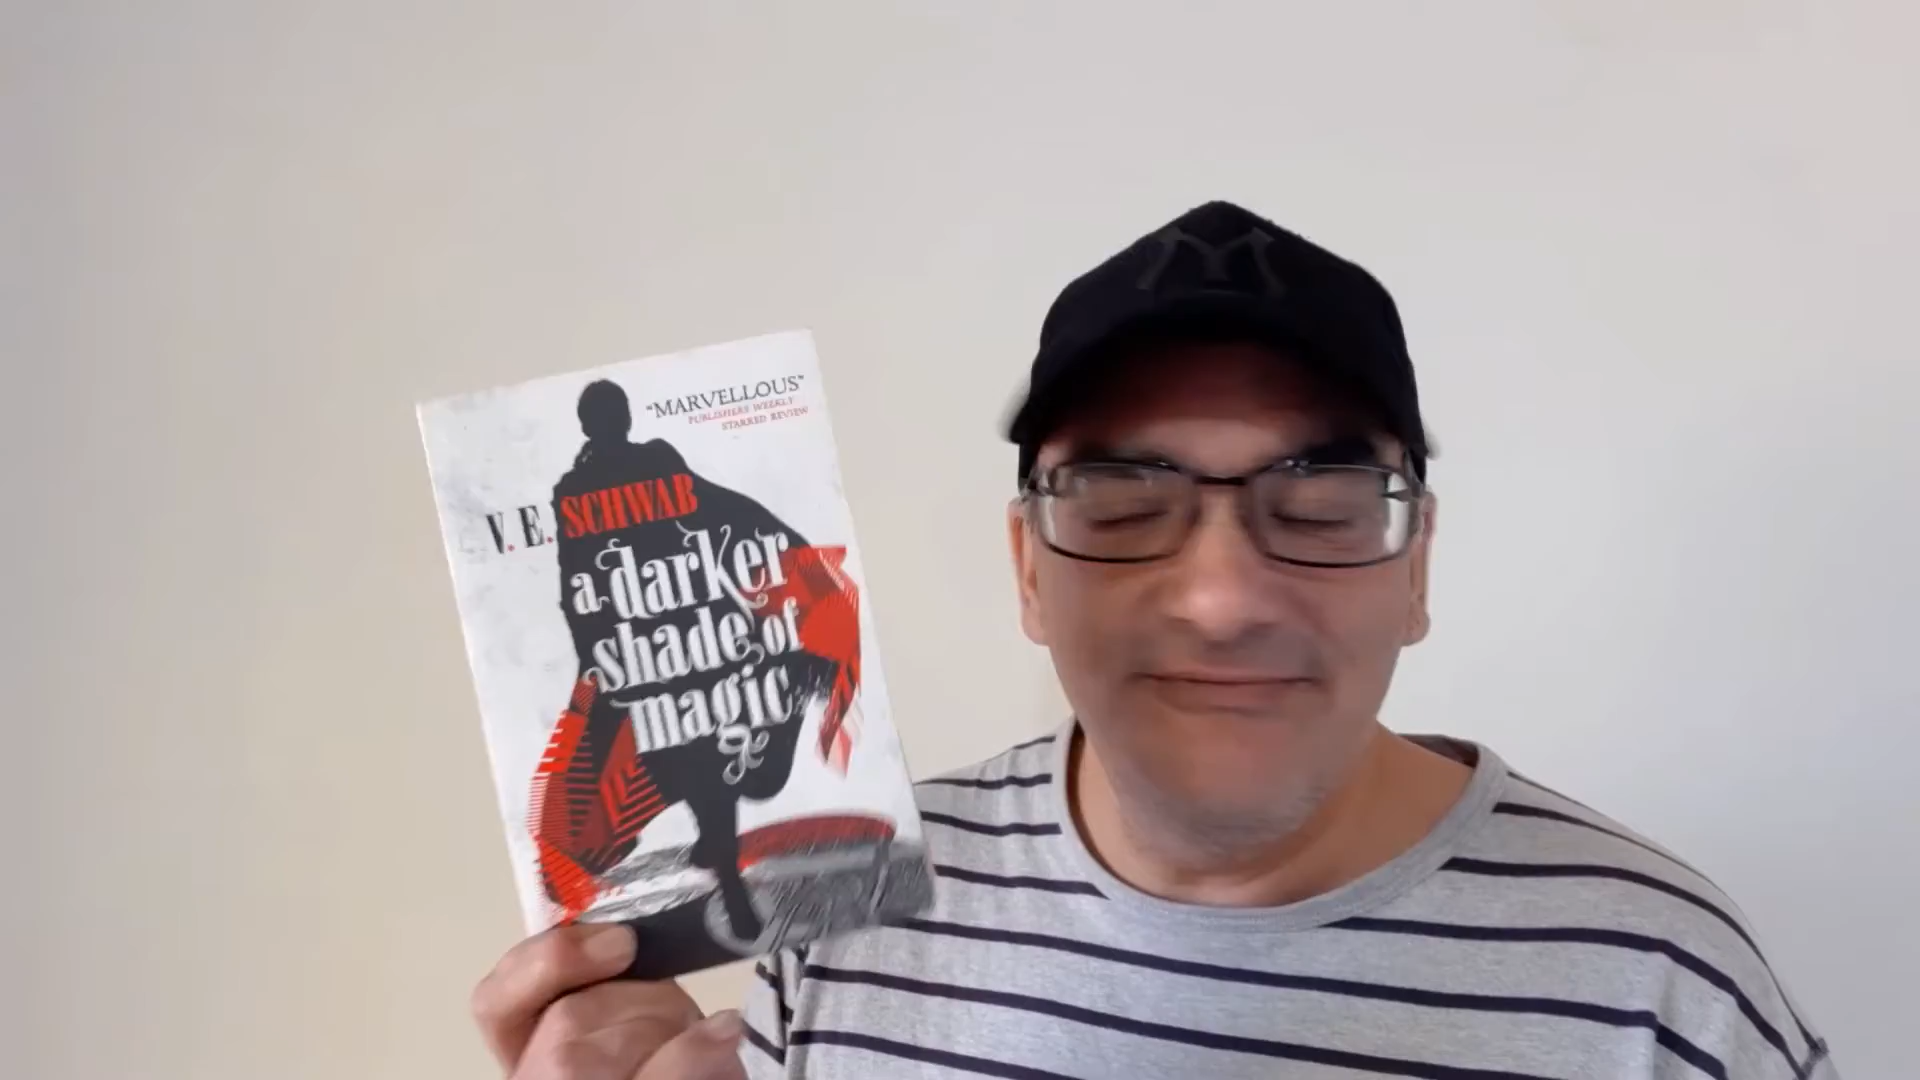 "MARVELLOUS"
PUBLISHERS WEEKLY
STARRED REVIEW
V. E. SCHWAB
a darker
shade of
magic
M